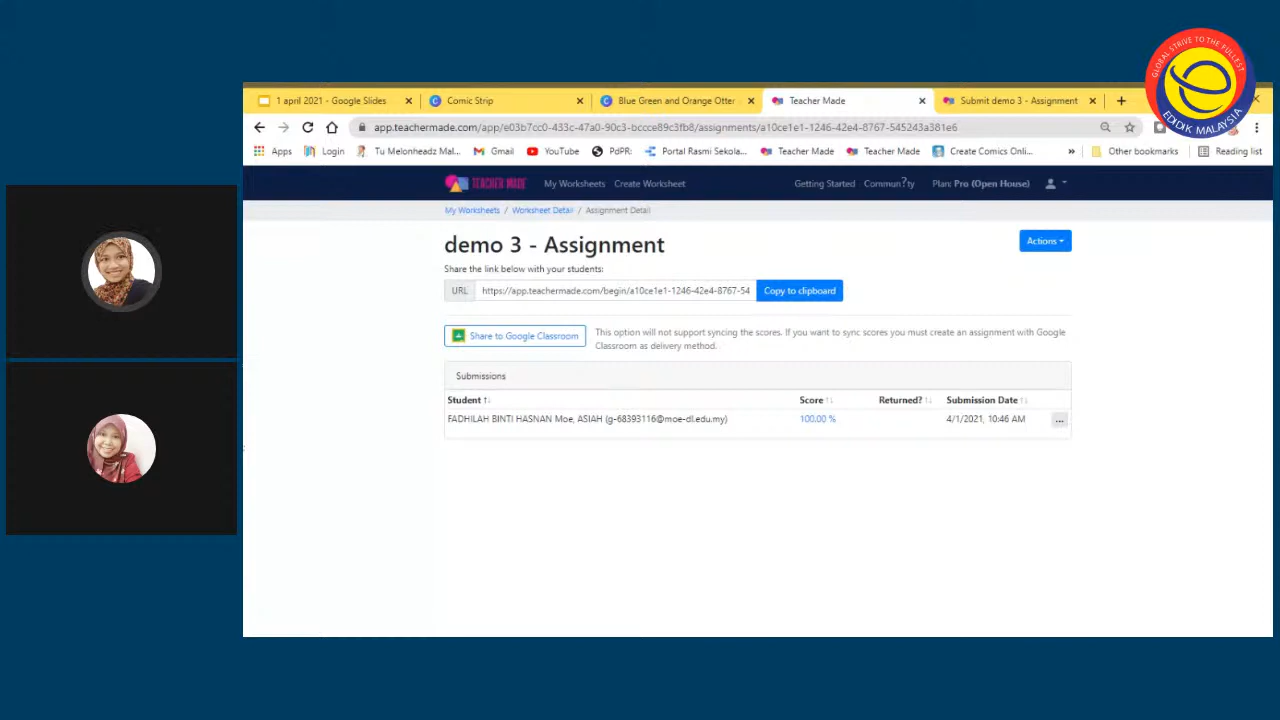 GLOBAL STRIVE TO THE FULLEST
EDIDIK MALAYSIA
1 april 2021 - Google Slides
Comic Strip
Blue Green and Orange Otter
Teacher Made
Submit demo 3 - Assignment
app.teachermade.com/app/e03b7cc0-433c-47a0-90c3-bccce89c3fb8/assignments/a10ce1e1-1246-42e4-8767-545243a381e6
Apps Login Tu Melonheadz Mal... Gmail YouTube PdPR: Portal Rasmi Sekola... Teacher Made Teacher Made Create Comics Onli... » Other bookmarks Reading list
TEACHER MADE My Worksheets Create Worksheet Getting Started Commun?ty Plan: Pro (Open House)
My Worksheets / Worksheet Detail / Assignment Detail
demo 3 - Assignment
Actions
Share the link below with your students:
URL https://app.teachermade.com/begin/a10ce1e1-1246-42e4-8767-54 Copy to clipboard
Share to Google Classroom
This option will not support syncing the scores. If you want to sync scores you must create an assignment with Google
Classroom as delivery method.
Submissions
Student Score Returned? Submission Date
FADHILAH BINTI HASNAN Moe, ASIAH (g-68393116@moe-dl.edu.my) 100.00 % 4/1/2021, 10:46 AM ...